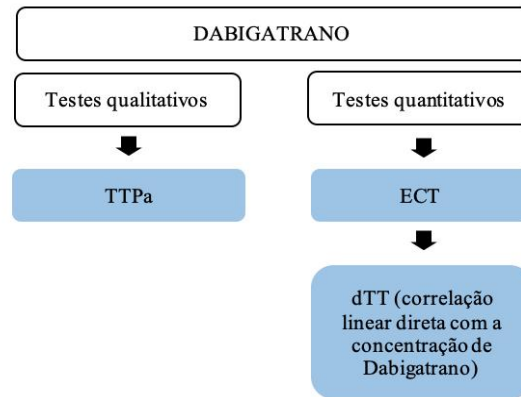 DABIGATRANO
Testes qualitativos
Testes quantitativos
TTPa
ECT
dTT (correlação
linear direta com a
concentração de
Dabigatrano)